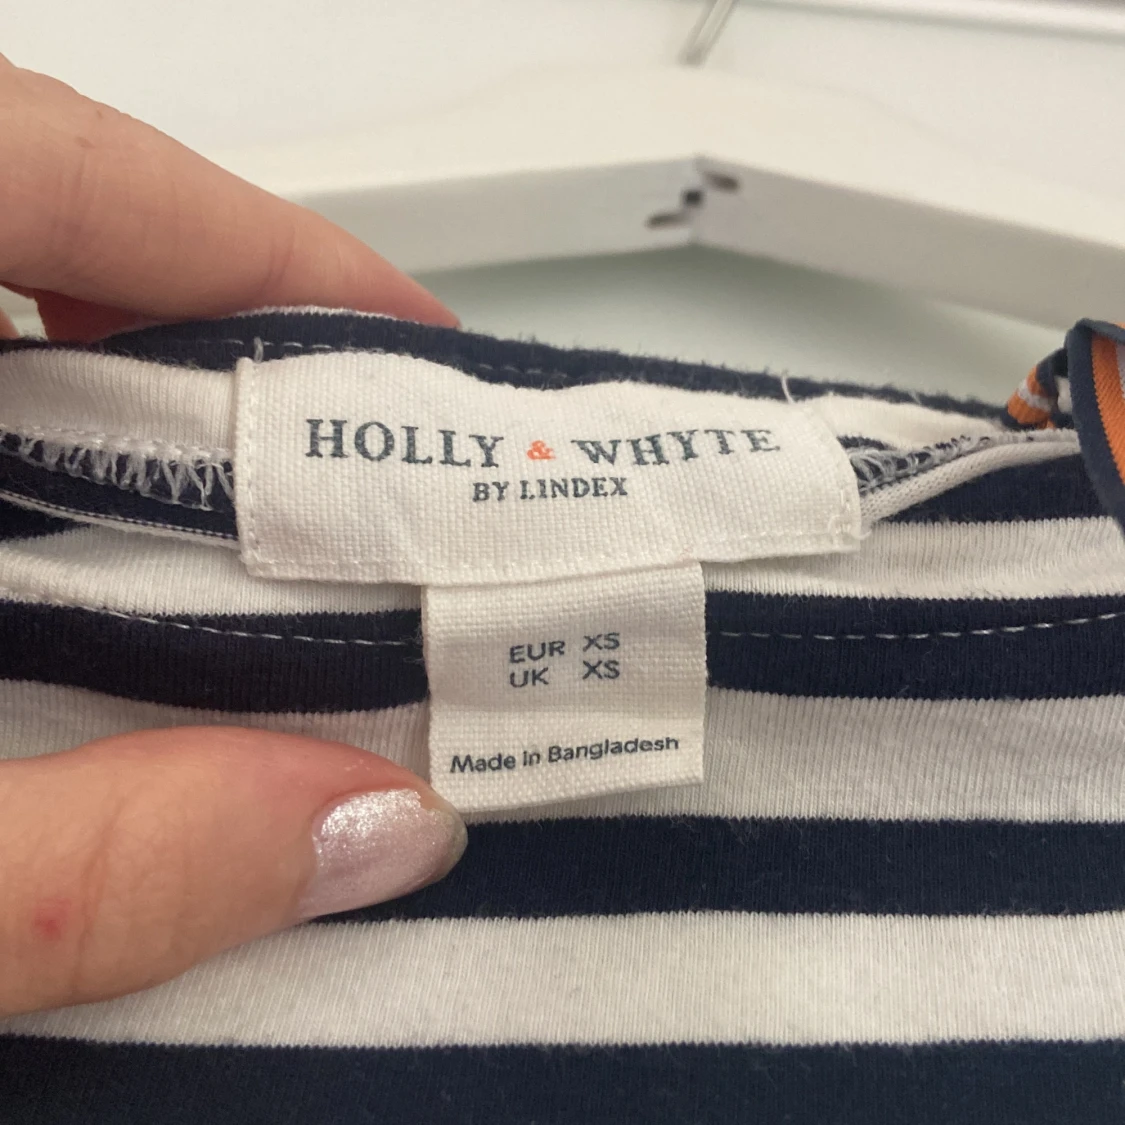 HOLLY & WHYTE
BY LINDEX
EUR XS
UK XS
Made in Bangladesh